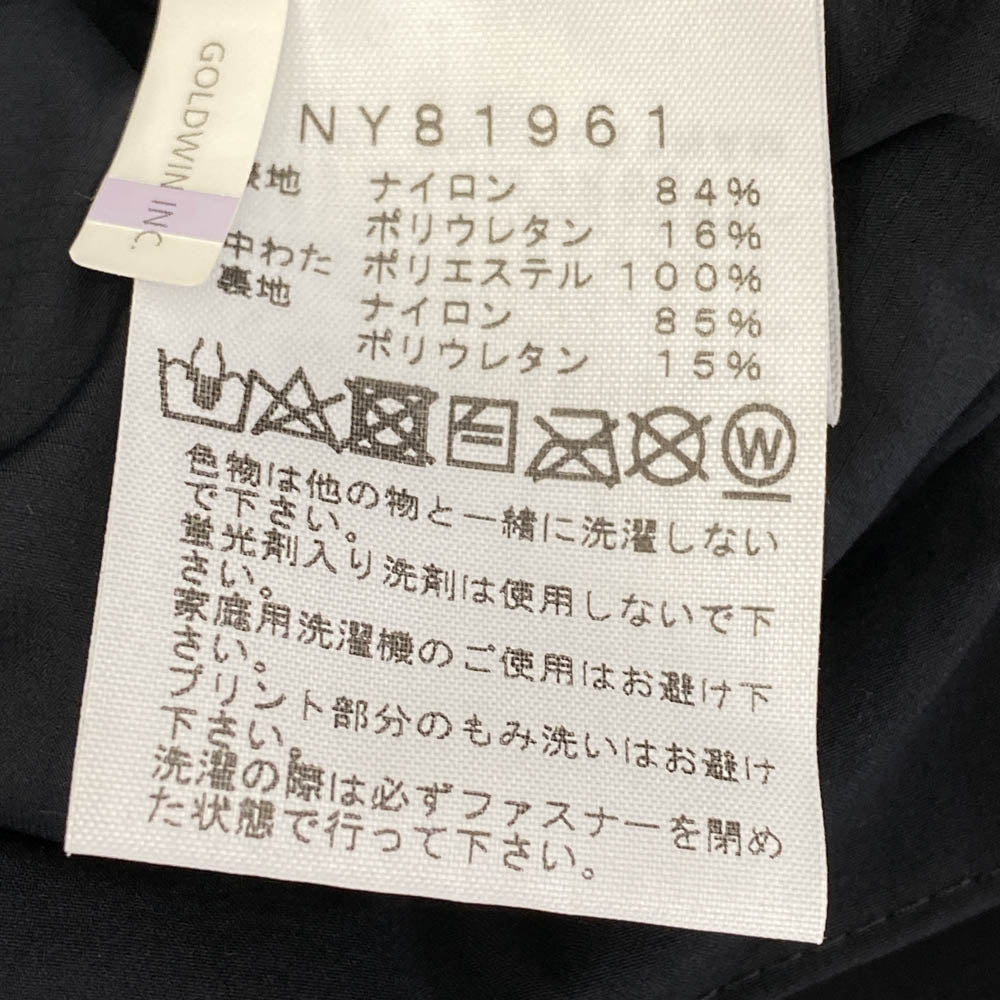 GOLDWIN INC
NY81961
表地 ナイロン 84%
ポリウレタン 16%
中わた ポリエステル 100%
裏地 ナイロン 85%
ポリウレタン 15%
W
色物は他の物と一緒に洗濯しない
で下さい。
蛍光剤入り洗剤は使用しないで下
さい。
家庭用洗濯機のご使用はお避け下
さい。
プリント部分のもみ洗いはお避け
下さい。
洗濯の際は必ずファスナーを閉め
た状態で行って下さい。